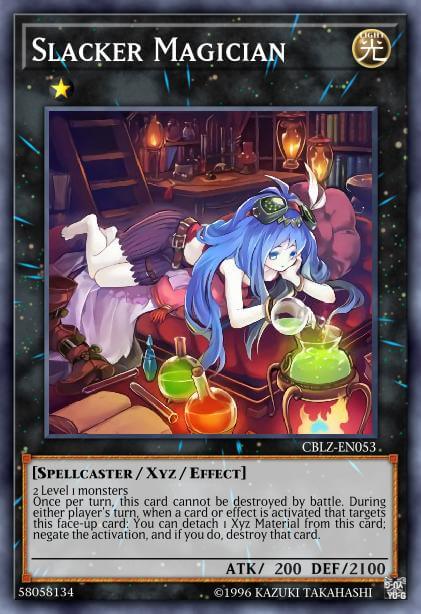 Slacker Magician
LIGHT
光
CBLZ-EN053
[Spellcaster / Xyz / Effect]
2 Level 1 monsters
Once per turn, this card cannot be destroyed by battle. During
either player's turn, when a card or effect is activated that targets
this face-up card: You can detach 1 Xyz Material from this card;
negate the activation, and if you do, destroy that card.
ATK/ 200 DEF/2100
58058134
©1996 KAZUKI TAKAHASHI